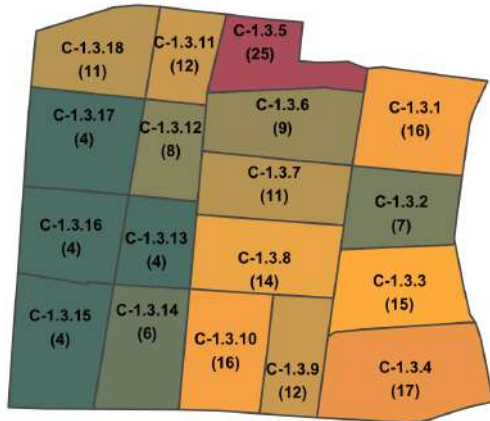 C-1.3.18
(11)
C-1.3.11
(12)
C-1.3.5
(25)
C-1.3.17
(4)
C-1.3.12
(8)
C-1.3.6
(9)
C-1.3.1
(16)
C-1.3.7
(11)
C-1.3.2
(7)
C-1.3.16
(4)
C-1.3.13
(4)
C-1.3.8
(14)
C-1.3.3
(15)
C-1.3.15
(4)
C-1.3.14
(6)
C-1.3.10
(16)
C-1.3.9
(12)
C-1.3.4
(17)